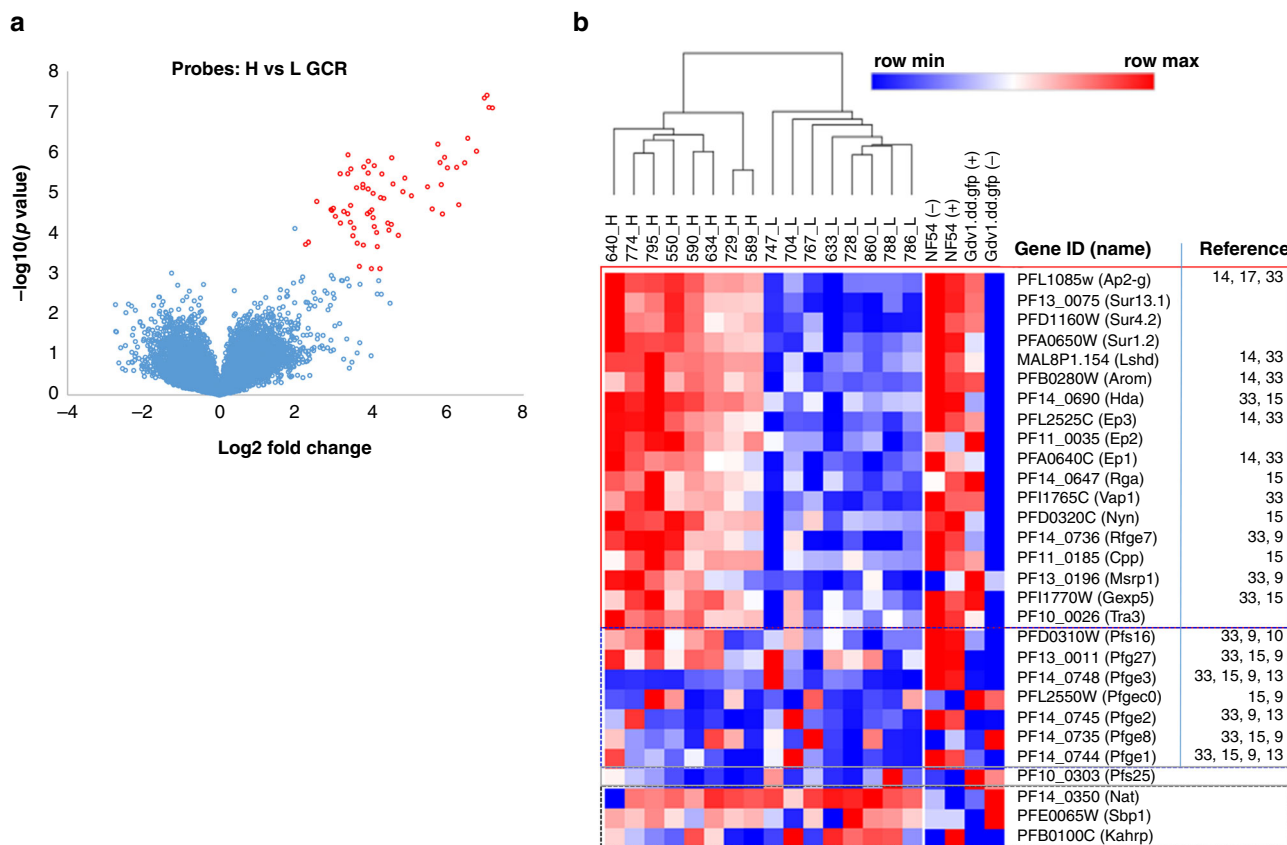 a
Probes: H vs L GCR
8
7
6
5
4
3
2
1
0
–4
–2
0
2
4
6
8
–log10(p value)
Log2 fold change
b
row min
row max
640_H
774_H
795_H
550_H
590_H
634_H
729_H
589_H
747_L
704_L
767_L
633_L
728_L
860_L
788_L
786_L
NF54 (–)
NF54 (+)
Gdv1.dd.gfp (+)
Gdv1.dd.gfp (–)
Gene ID (name) Reference
PFL1085w (Ap2-g) 14, 17, 33
PF13_0075 (Sur13.1)
PFD1160W (Sur4.2)
PFA0650W (Sur1.2)
MAL8P1.154 (Lshd) 14, 33
PFB0280W (Arom) 14, 33
PF14_0690 (Hda) 33, 15
PFL2525C (Ep3) 14, 33
PF11_0035 (Ep2)
PFA0640C (Ep1) 14, 33
PF14_0647 (Rga) 15
PFI1765C (Vap1) 33
PFD0320C (Nyn) 15
PF14_0736 (Rfge7) 33, 9
PF11_0185 (Cpp) 15
PF13_0196 (Msrp1) 33, 9
PFI1770W (Gexp5) 33, 15
PF10_0026 (Tra3)
PFD0310W (Pfs16) 33, 9, 10
PF13_0011 (Pfg27) 33, 15, 9
PF14_0748 (Pfge3) 33, 15, 9, 13
PFL2550W (Pfgec0) 15, 9
PF14_0745 (Pfge2) 33, 9, 13
PF14_0735 (Pfge8) 33, 15, 9
PF14_0744 (Pfge1) 33, 15, 9, 13
PF10_0303 (Pfs25)
PF14_0350 (Nat)
PFE0065W (Sbp1)
PFB0100C (Kahrp)